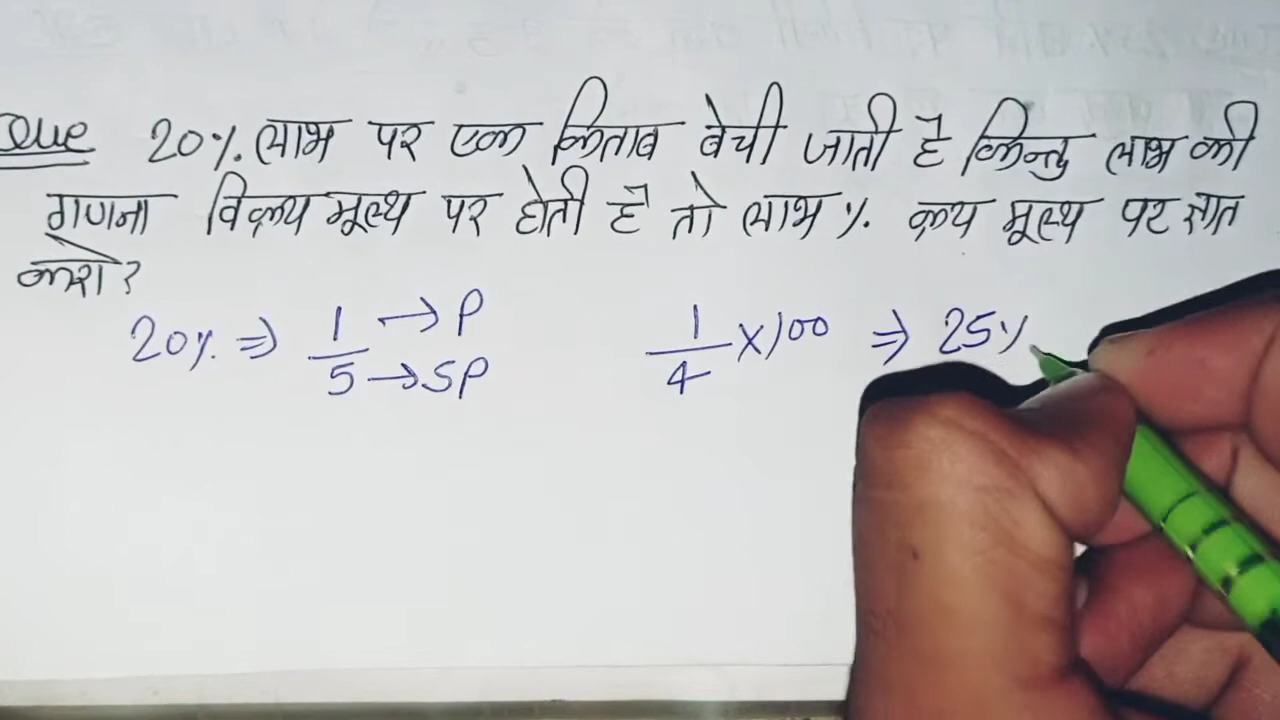 Que 20%. लाभ पर एक किताब बेची जाती है किन्तु लाभ की
गणना विक्रय मूल्य पर होती है तो लाभ %. क्रय मूल्य पर ज्ञात
करो?
20%. ⇒ 1/5 → P → SP 1/4 × 100 ⇒ 25%